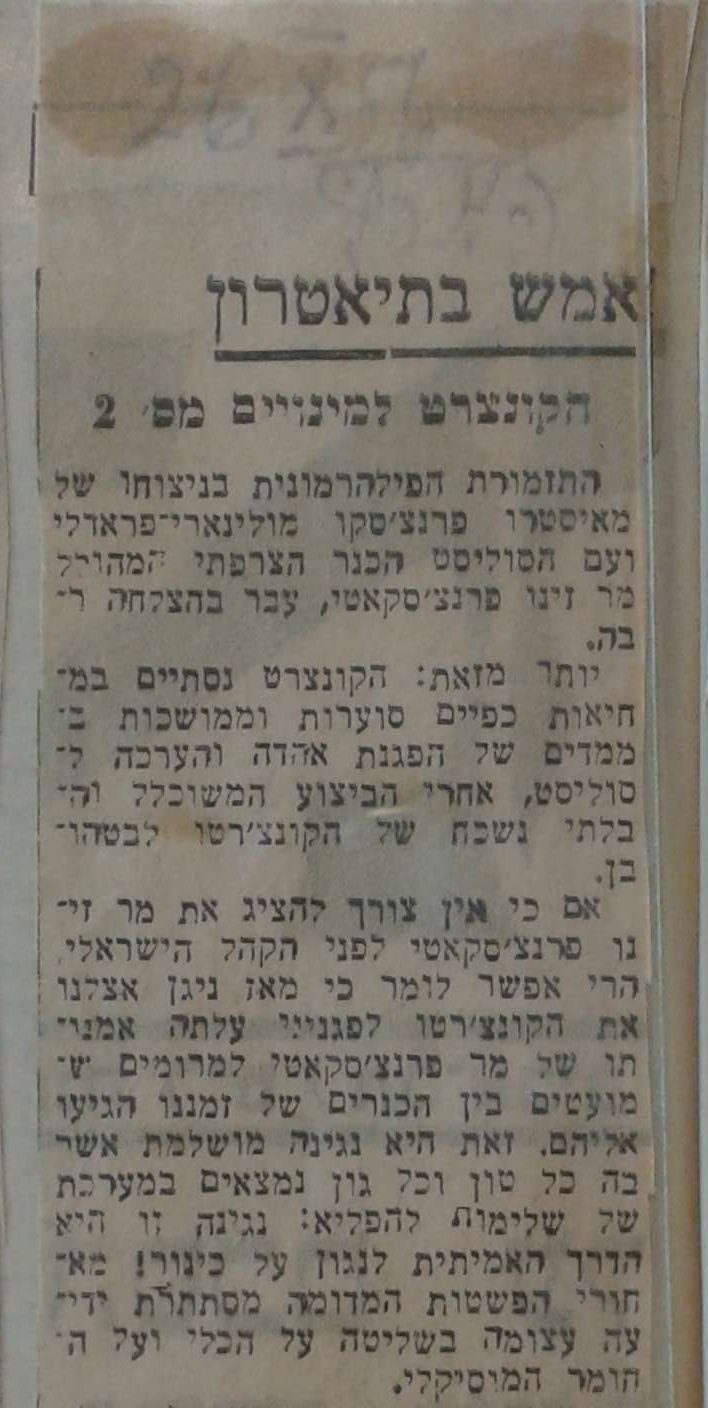 26 X 51
אמש בתיאטרון
הקונצרט למינויים מס׳ 2
התזמורת הפילהרמונית בניצוחו של
מאיסטרו פרנצ׳סקו מולינארי־פראדלי
ועם הסוליסט הכנר הצרפתי המהולל
מר זינו פרנצ׳סקאטי, עבר בהצלחה ר־
בה.
יותר מזאת: הקונצרט נסתיים במ־
חיאות כפיים סוערות וממושכות ב־
ממדים של הפגנת אהדה והערכה ל־
סוליסט, אחרי הביצוע המשוכלל וה־
בלתי נשכח של הקונצ׳רטו לבטהו־
בן.
אם כי אין צורך להציג את מר זי־
נו פרנצ׳סקאטי לפני הקהל הישראלי,
הרי אפשר לומר כי מאז ניגן אצלנו
את הקונצ׳רטו לפגניני עלתה אמנו־
תו של מר פרנצ׳סקאטי למרומים ש־
מועטים בין הכנרים של זמננו הגיעו
אליהם. זאת היא נגינה מושלמת אשר
בה כל טון וכל גון נמצאים במערכת
של שלימות להפליא: נגינה זו היא
הדרך האמיתית לנגון על כינור! מא־
חורי הפשטות המדומה מסתתרת ידי־
עה עצומה בשליטה על הכלי ועל ה־
חומר המוסיקלי.